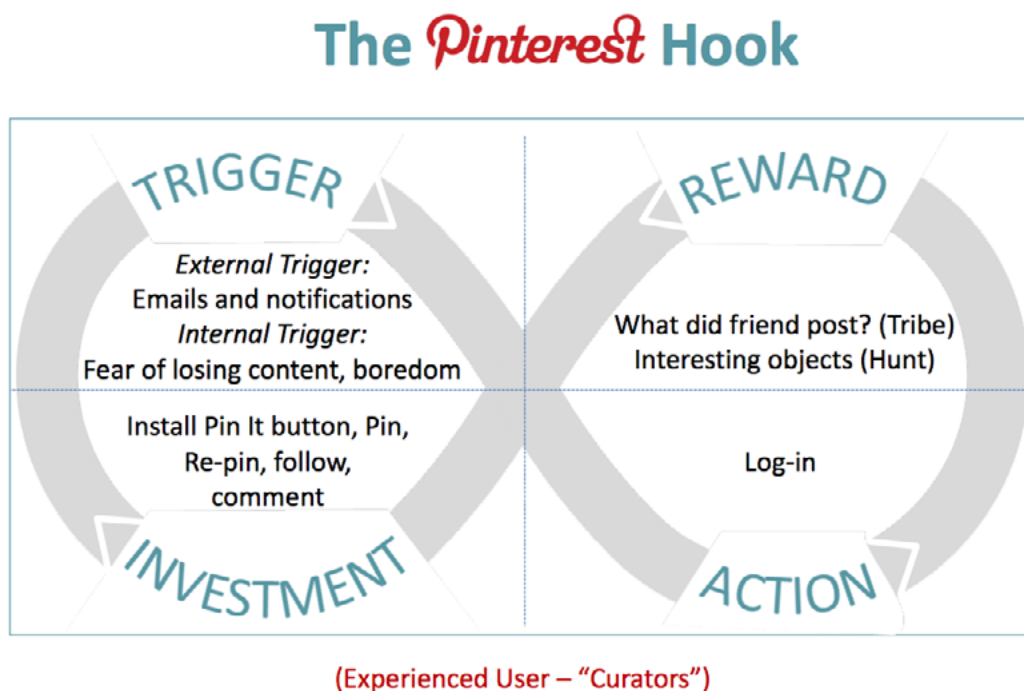 The Pinterest Hook
TRIGGER
External Trigger:
Emails and notifications
Internal Trigger:
Fear of losing content, boredom
REWARD
What did friend post? (Tribe)
Interesting objects (Hunt)
Install Pin It button, Pin,
Re-pin, follow,
comment
INVESTMENT
Log-in
ACTION
(Experienced User – “Curators”)